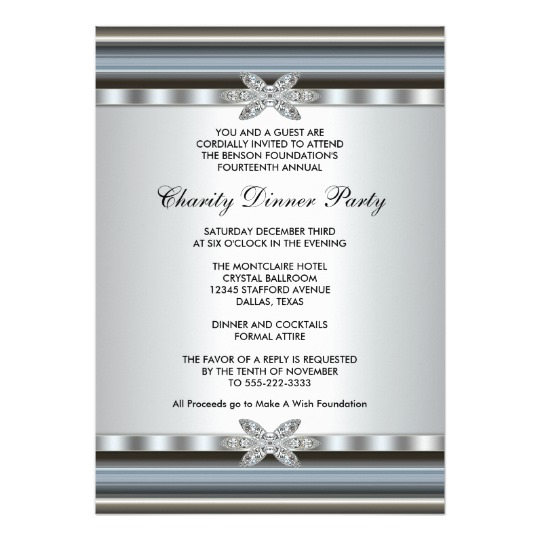 YOU AND A GUEST ARE
CORDIALLY INVITED TO ATTEND
THE BENSON FOUNDATION'S
FOURTEENTH ANNUAL
Charity Dinner Party
SATURDAY DECEMBER THIRD
AT SIX O'CLOCK IN THE EVENING
THE MONTCLAIRE HOTEL
CRYSTAL BALLROOM
12345 STAFFORD AVENUE
DALLAS, TEXAS
DINNER AND COCKTAILS
FORMAL ATTIRE
THE FAVOR OF A REPLY IS REQUESTED
BY THE TENTH OF NOVEMBER
TO 555-222-3333
All Proceeds go to Make A Wish Foundation